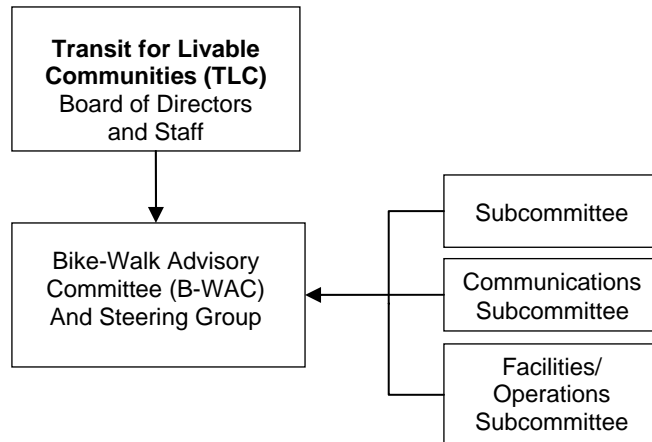 Transit for Livable
Communities (TLC)
Board of Directors
and Staff
Bike-Walk Advisory
Committee (B-WAC)
And Steering Group
Subcommittee
Communications
Subcommittee
Facilities/
Operations
Subcommittee